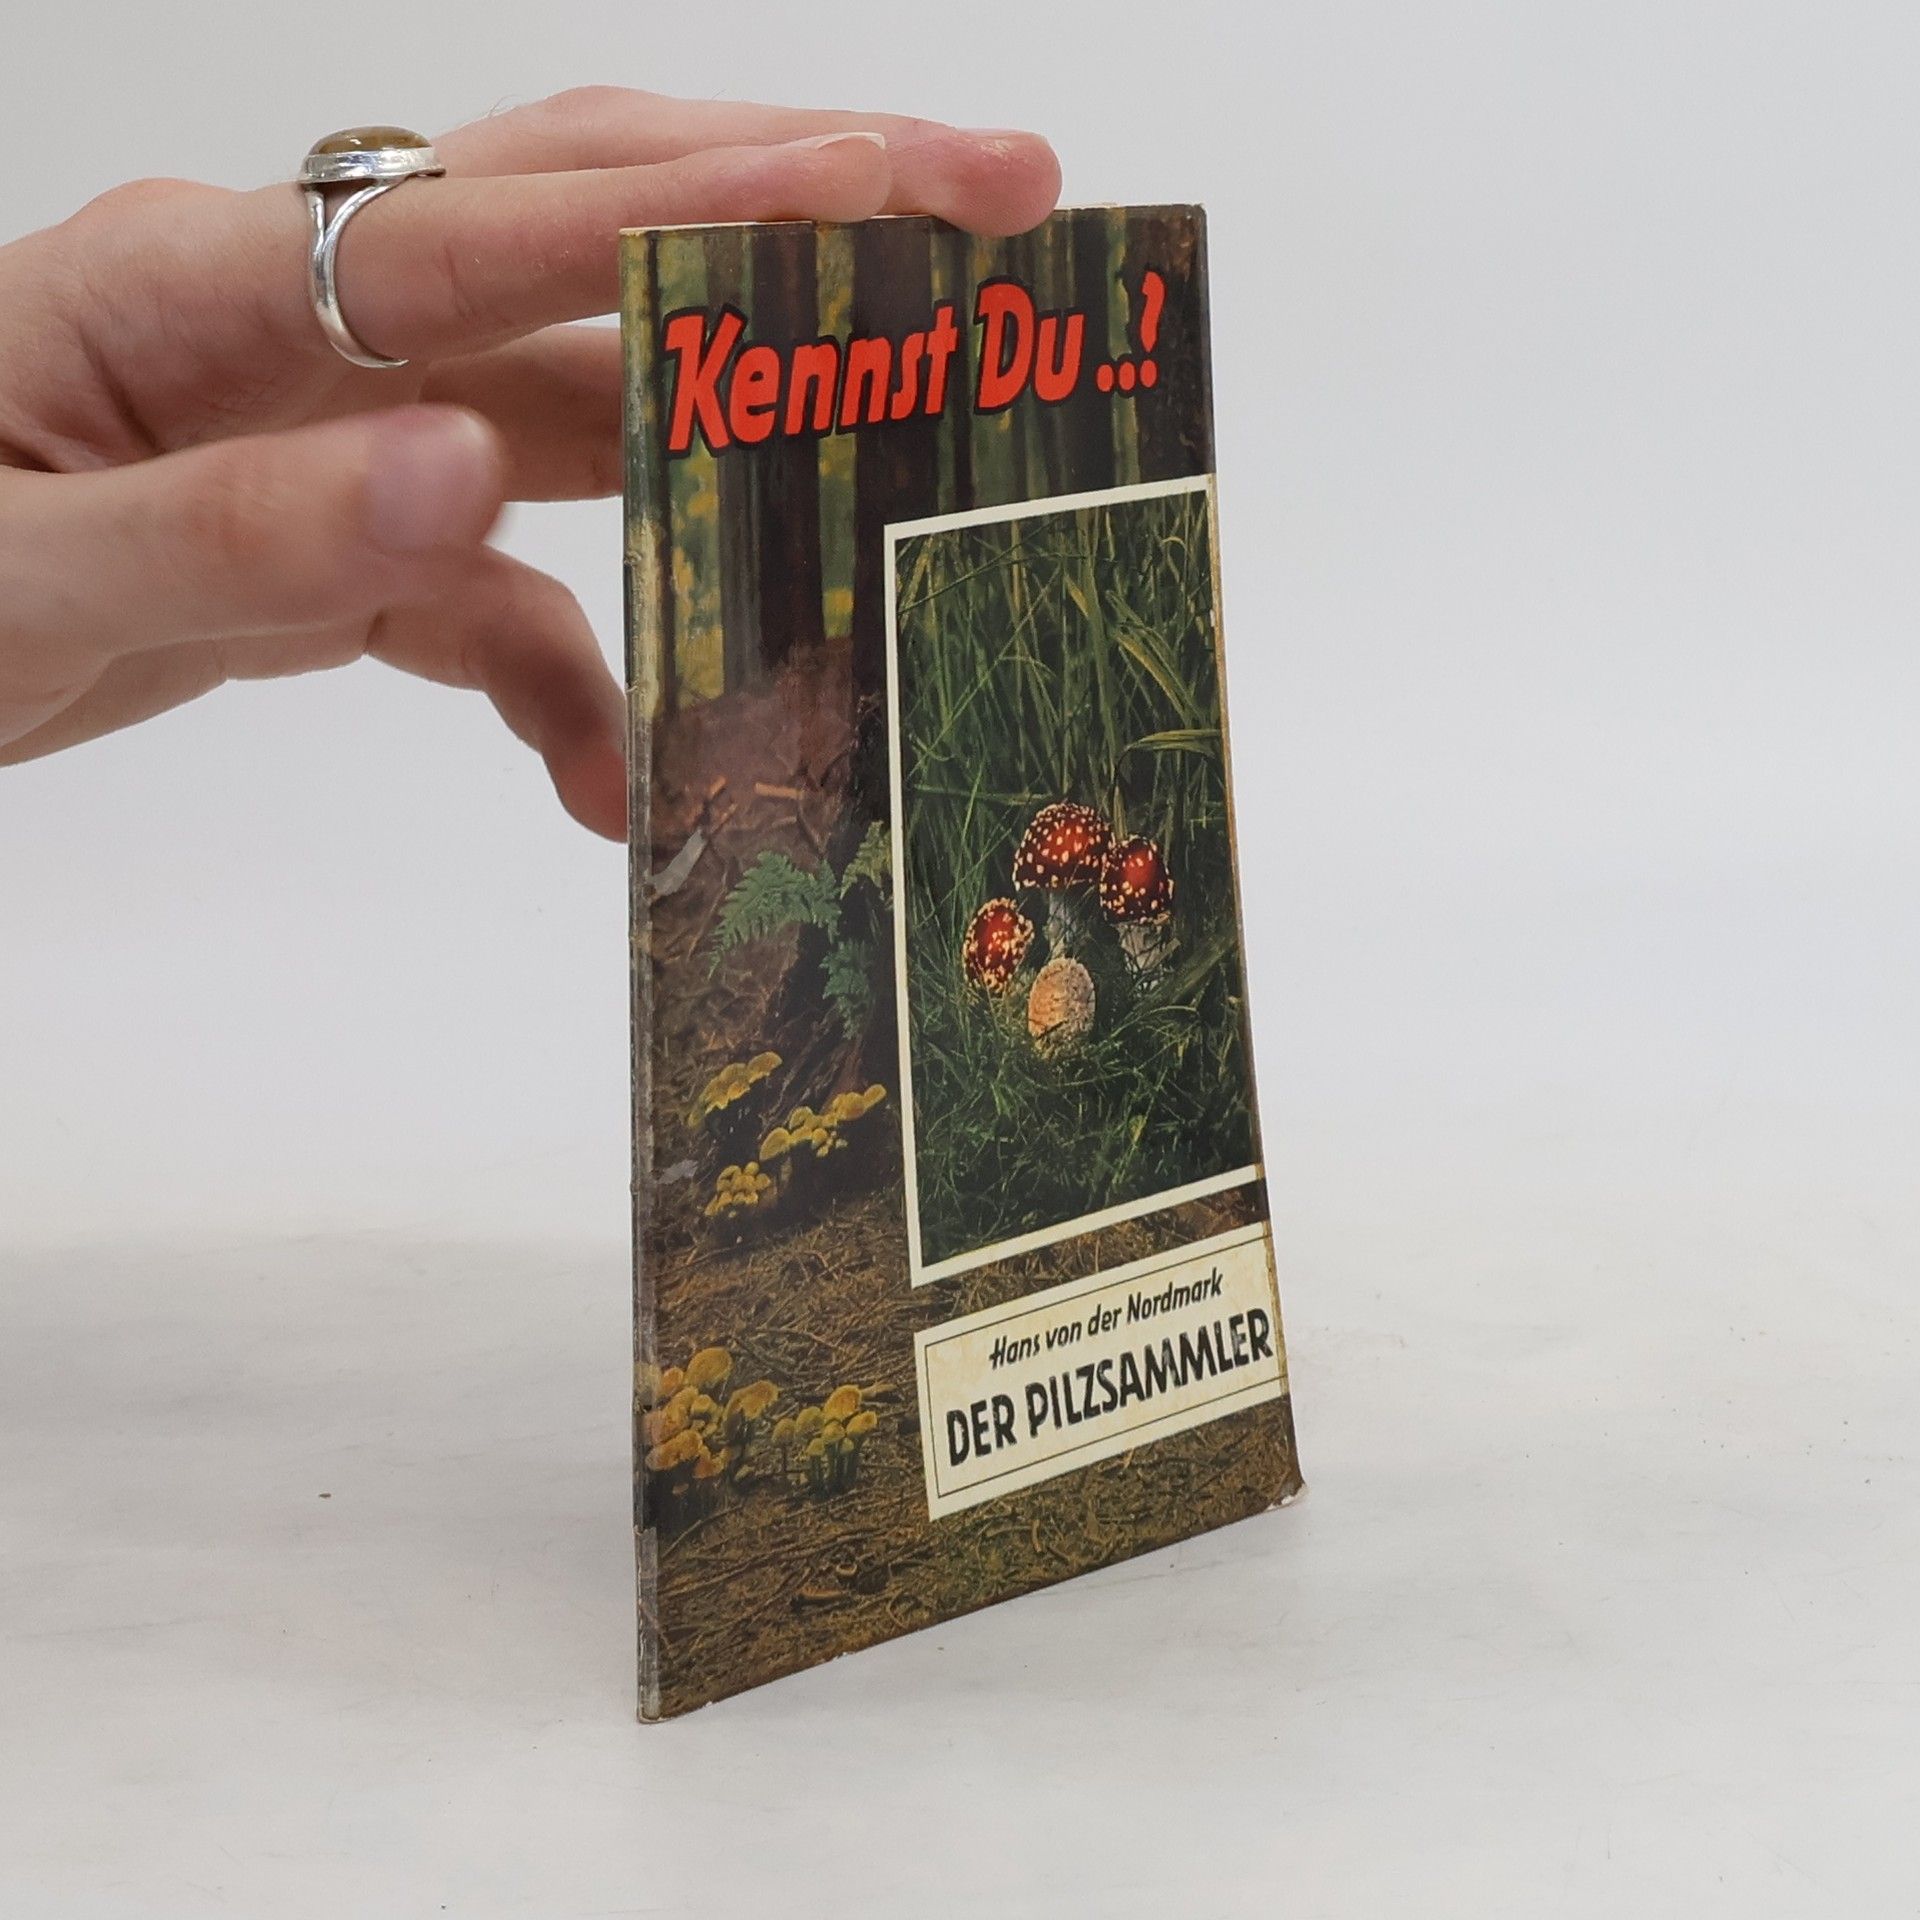 Kennst Du ..?
Hans von der Nordmark
DER PILZSAMMLER